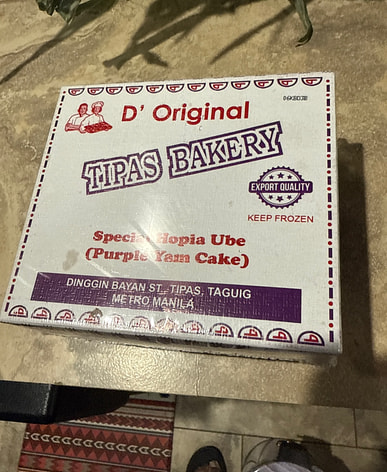 D' Original
TIPAS BAKERY
EXPORT QUALITY
KEEP FROZEN
Special Hopia Ube
(Purple Yam Cake)
DINGGIN BAYAN ST., TIPAS, TAGUIG
METRO MANILA